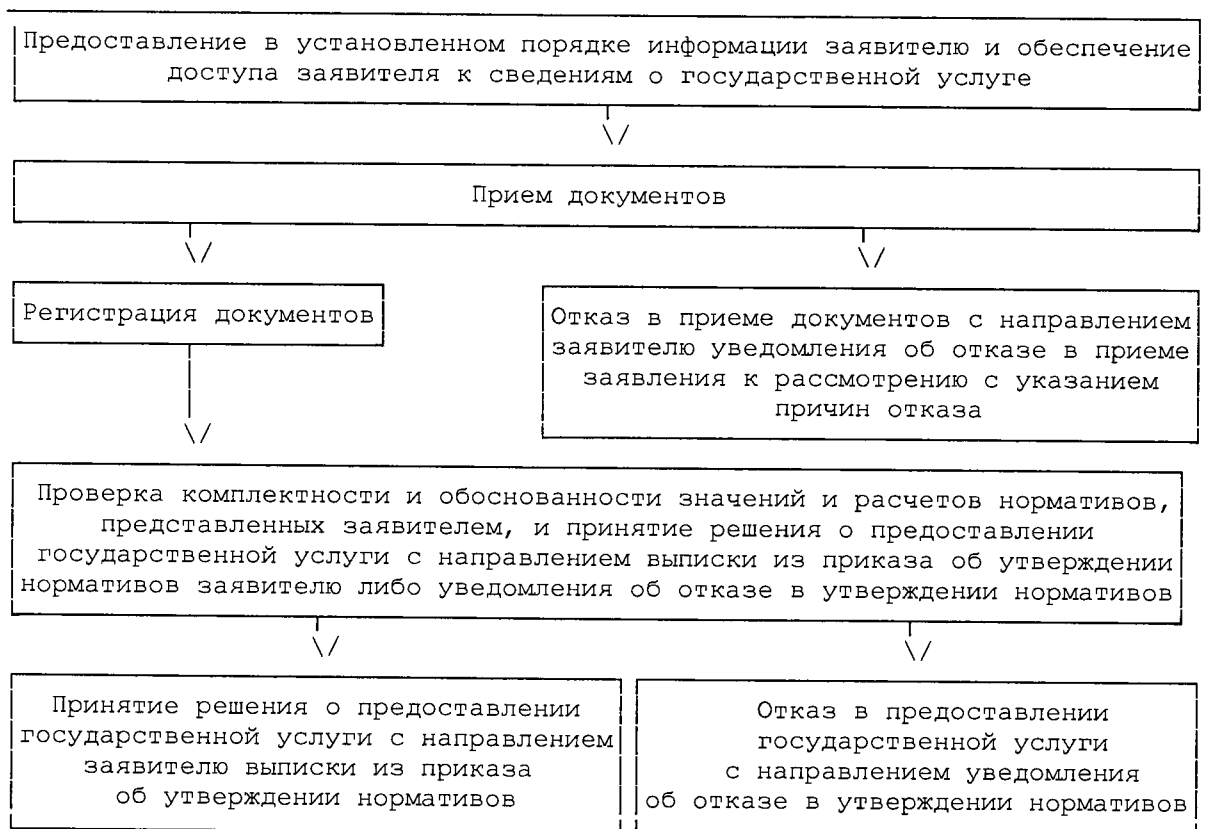 Предоставление в установленном порядке информации заявителю и обеспечение
доступа заявителя к сведениям о государственной услуге
Прием документов
Регистрация документов
Отказ в приеме документов с направлением
заявителю уведомления об отказе в приеме
заявления к рассмотрению с указанием
причин отказа
Проверка комплектности и обоснованности значений и расчетов нормативов,
представленных заявителем, и принятие решения о предоставлении
государственной услуги с направлением выписки из приказа об утверждении
нормативов заявителю либо уведомления об отказе в утверждении нормативов
Принятие решения о предоставлении
государственной услуги с направлением
заявителю выписки из приказа
об утверждении нормативов
Отказ в предоставлении
государственной услуги
с направлением уведомления
об отказе в утверждении нормативов